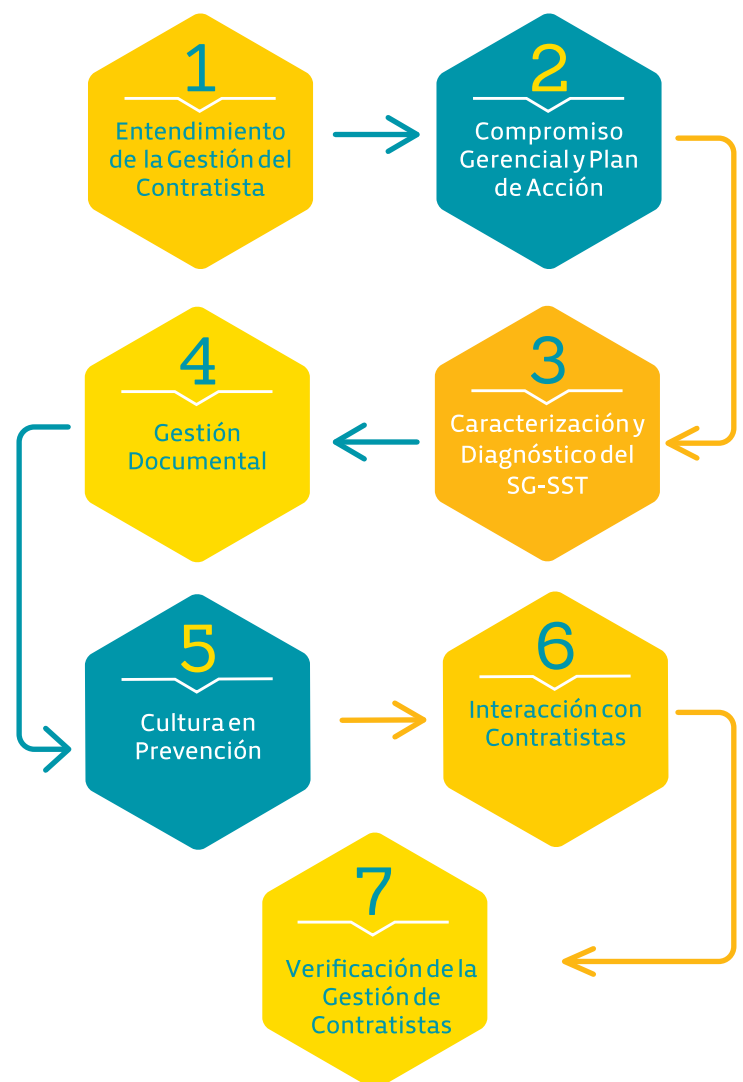 1
Entendimiento
de la Gestión del
Contratista
2
Compromiso
Gerencial y Plan
de Acción
3
Caracterización y
Diagnóstico del
SG-SST
4
Gestión
Documental
5
Cultura en
Prevención
6
Interacción con
Contratistas
7
Verificación de la
Gestión de
Contratistas